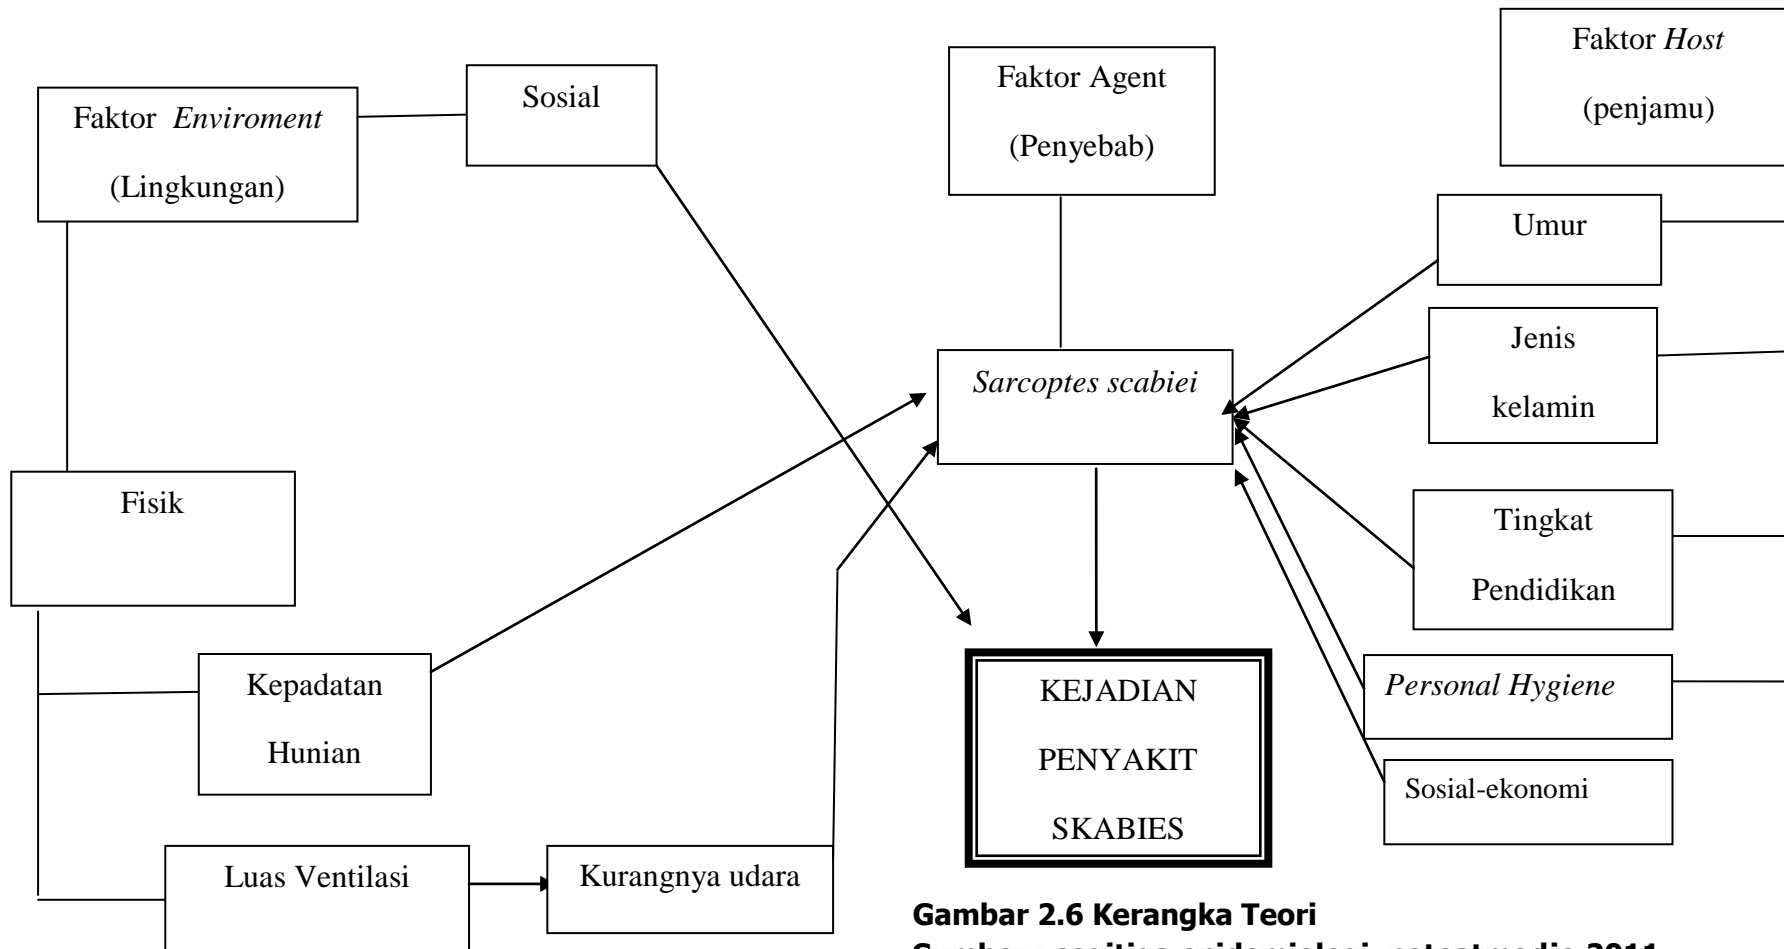 Faktor Enviroment
(Lingkungan)
Sosial
Faktor Agent
(Penyebab)
Faktor Host
(penjamu)
Umur
Jenis
kelamin
Sarcoptes scabiei
Fisik
Tingkat
Pendidikan
Kepadatan
Hunian
KEJADIAN
PENYAKIT
SKABIES
Personal Hygiene
Sosial-ekonomi
Luas Ventilasi
Kurangnya udara
Gambar 2.6 Kerangka Teori